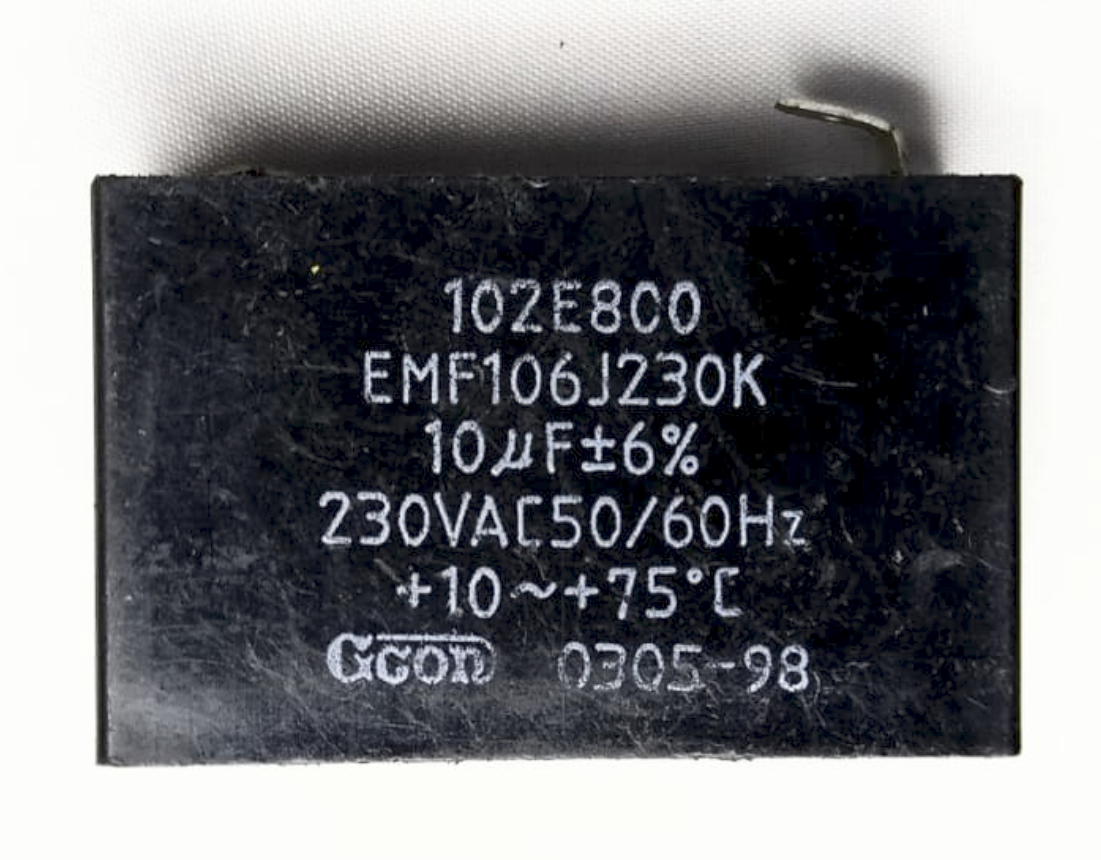 102E8C0
EMF106J230K
10μF±6%
230VAC50/60Hz
+10~+75°C
Gcon 0305-98